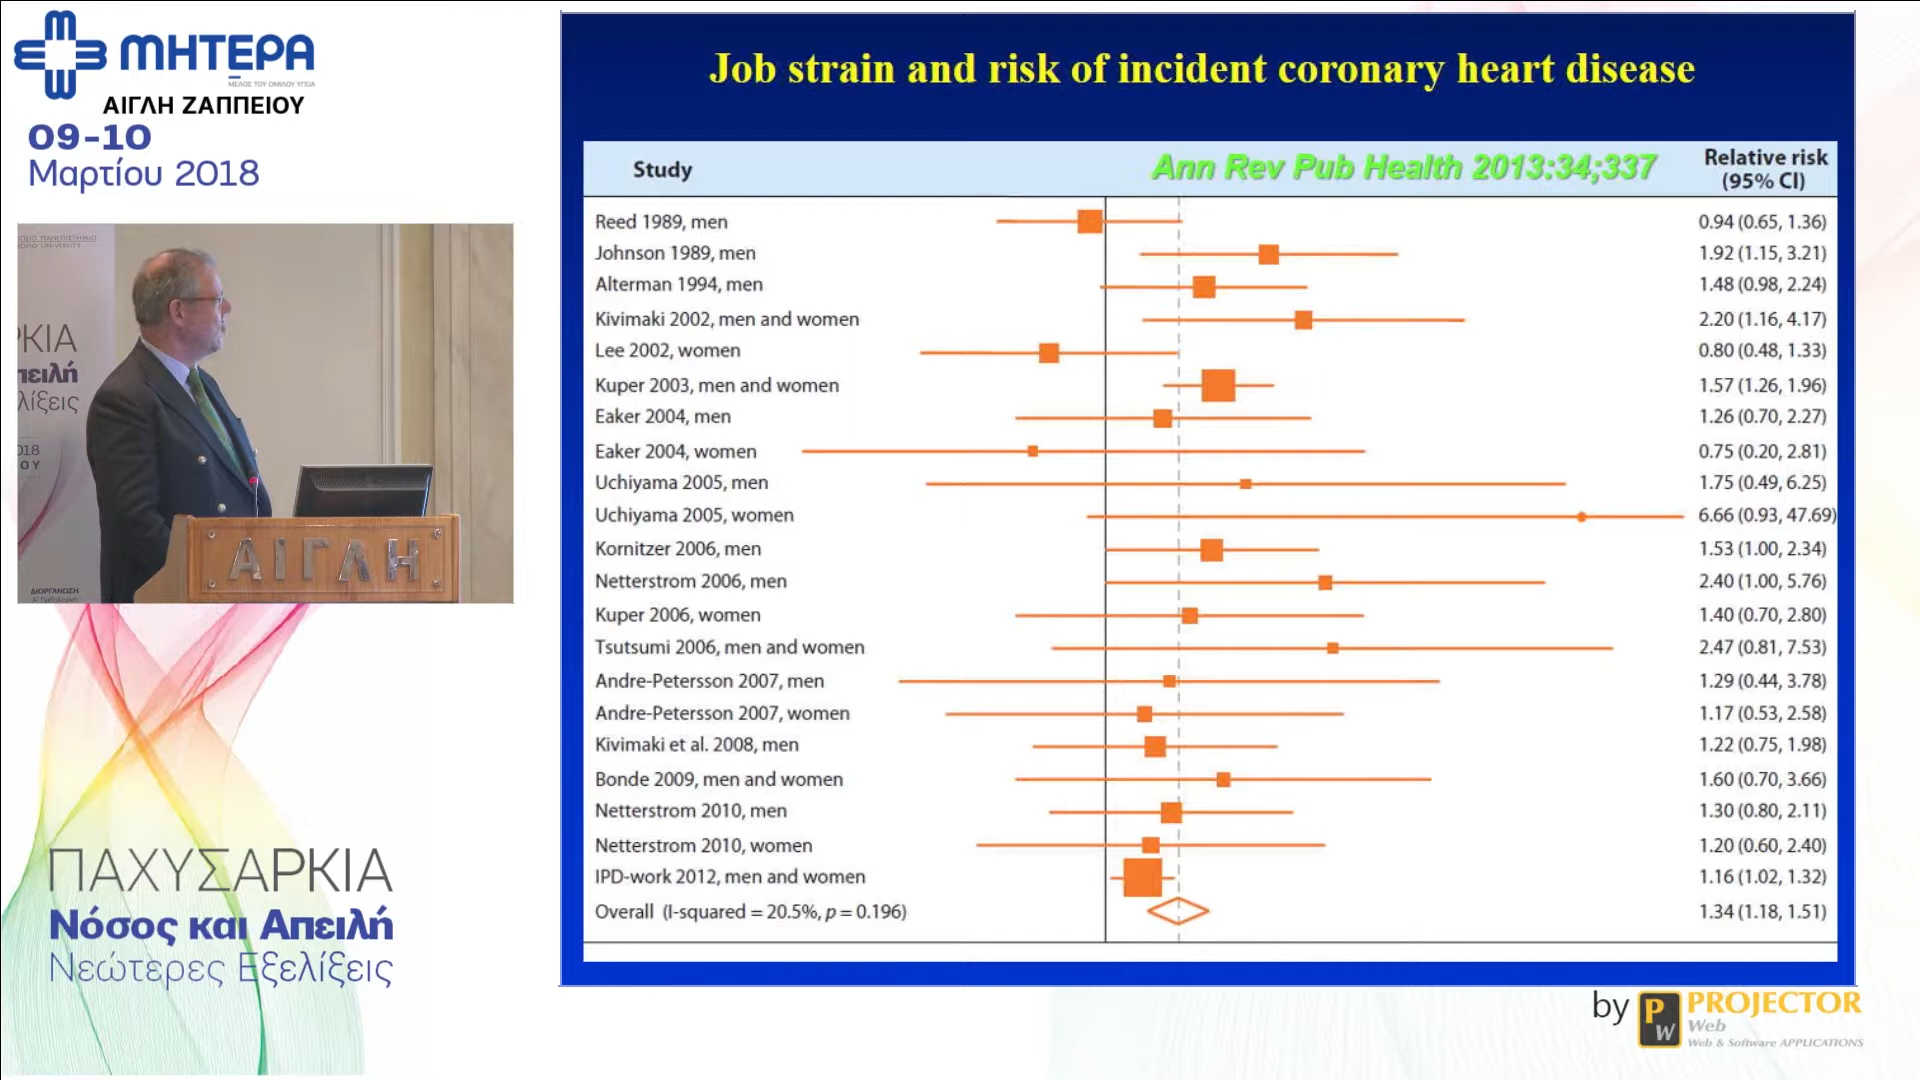 ΜΗΤΕΡΑ
ΜΕΛΟΣ ΤΟΥ ΟΜΙΛΟΥ ΥΓΕΙΑ
ΑΙΓΛΗ ΖΑΠΠΕΙΟΥ
09-10
Μαρτίου 2018
ΚΙΑ
πειλή
λίξεις
018
ΟΥ
ΔΙΟΡΓΑΝΩΣΗ
ΑΙΓΛΗ
ΠΑΧΥΣΑΡΚΙΑ
Νόσος και Απειλή
Νεώτερες Εξελίξεις
Job strain and risk of incident coronary heart disease
Study Ann Rev Pub Health 2013:34;337 Relative risk
(95% CI)
Reed 1989, men 0.94 (0.65, 1.36)
Johnson 1989, men 1.92 (1.15, 3.21)
Alterman 1994, men 1.48 (0.98, 2.24)
Kivimaki 2002, men and women 2.20 (1.16, 4.17)
Lee 2002, women 0.80 (0.48, 1.33)
Kuper 2003, men and women 1.57 (1.26, 1.96)
Eaker 2004, men 1.26 (0.70, 2.27)
Eaker 2004, women 0.75 (0.20, 2.81)
Uchiyama 2005, men 1.75 (0.49, 6.25)
Uchiyama 2005, women 6.66 (0.93, 47.69)
Kornitzer 2006, men 1.53 (1.00, 2.34)
Netterstrom 2006, men 2.40 (1.00, 5.76)
Kuper 2006, women 1.40 (0.70, 2.80)
Tsutsumi 2006, men and women 2.47 (0.81, 7.53)
Andre-Petersson 2007, men 1.29 (0.44, 3.78)
Andre-Petersson 2007, women 1.17 (0.53, 2.58)
Kivimaki et al. 2008, men 1.22 (0.75, 1.98)
Bonde 2009, men and women 1.60 (0.70, 3.66)
Netterstrom 2010, men 1.30 (0.80, 2.11)
Netterstrom 2010, women 1.20 (0.60, 2.40)
IPD-work 2012, men and women 1.16 (1.02, 1.32)
Overall (I-squared = 20.5%, p = 0.196) 1.34 (1.18, 1.51)
by PW PROJECTOR
Web
Web & Software APPLICATIONS